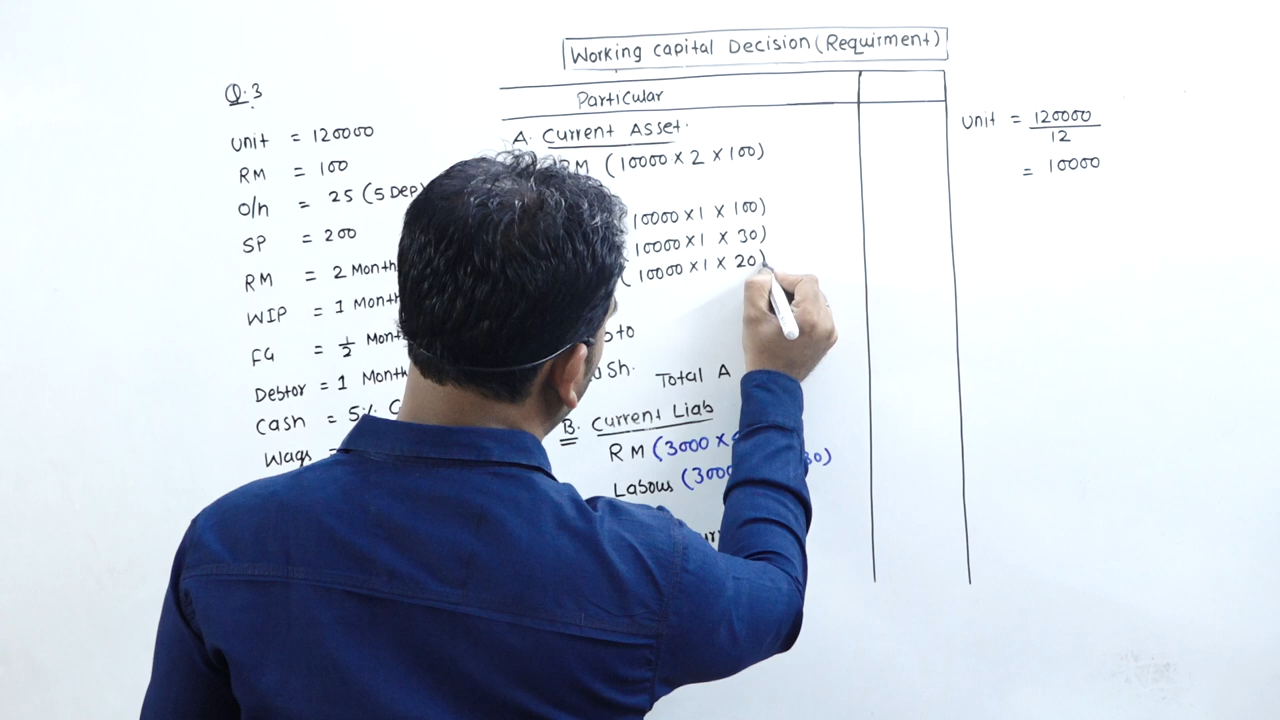 Working Capital Decision (Requirment)
Q.3
unit = 120000
RM = 100
O/h = 25 (5 Dep)
SP = 200
RM = 2 Month
WIP = 1 Month
FG = 1/2 Mont
Debtor = 1 Month
Cash = 5%
Wags
Particular
A. Current Asset.
RM (10000 × 2 × 100)
10000 × 1 × 100)
10000 × 1 × 30)
(10000 × 1 × 20)
Total A
B. Current Liab
RM (3000 ×
Labous (300 30)
unit = 120000
12
= 10000